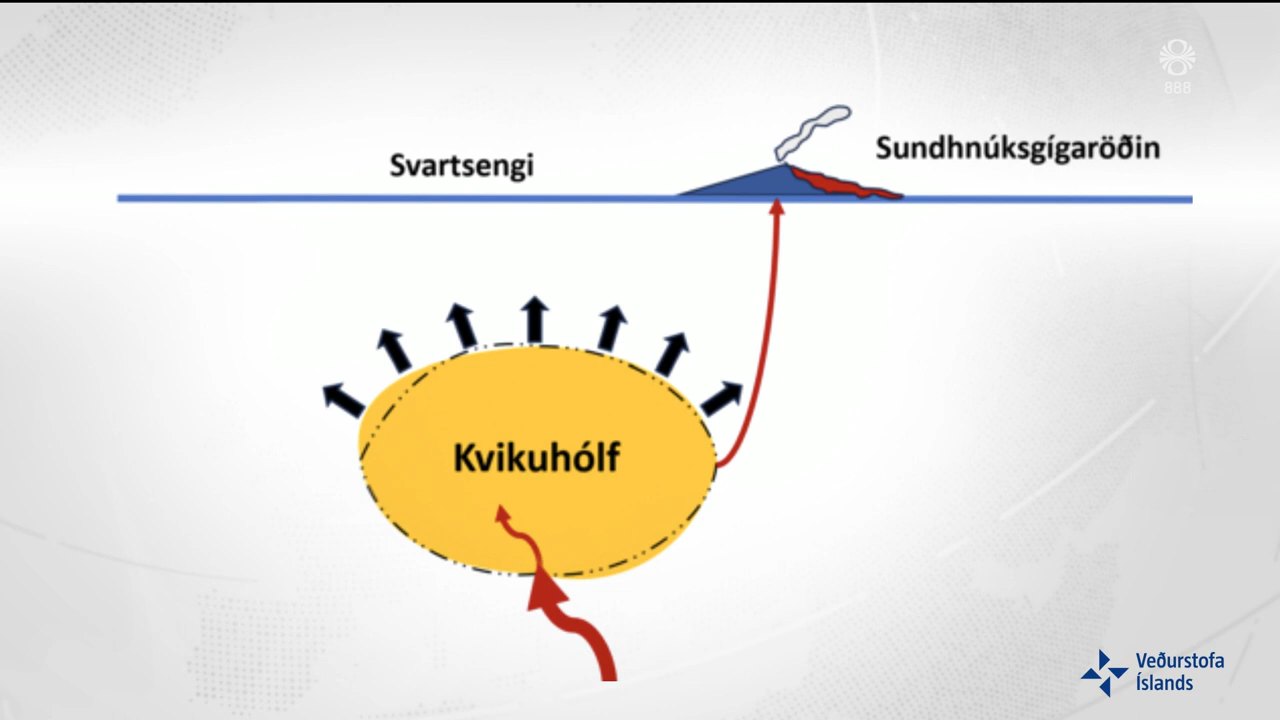 888
Svartsengi
Sundhnúksgígaröðin
Kvikuhólf
Veðurstofa
Íslands